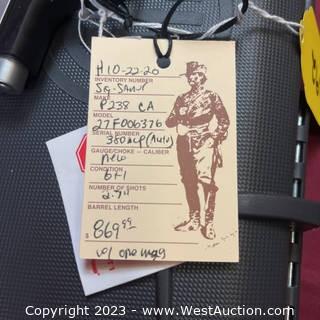 H10-22-20
INVENTORY NUMBER
SIG-SAUER
MAKE
P238 CA
MODEL
27F006376
SERIAL NUMBER
380ACP (Auto)
GAUGE/CHOKE – CALIBER
New
CONDITION
6+1
NUMBER OF SHOTS
2.7"
BARREL LENGTH
$ 869.99
w/ one mag
Copyright 2023 - www.WestAuction.com